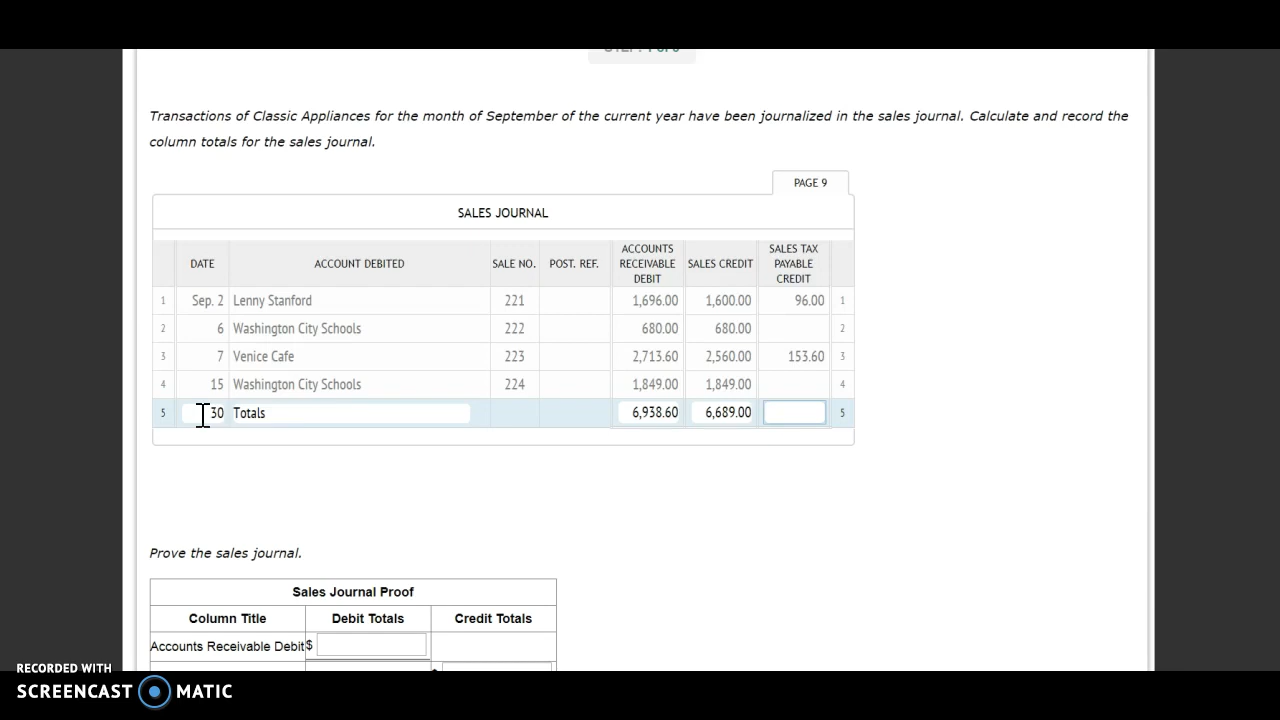 Transactions of Classic Appliances for the month of September of the current year have been journalized in the sales journal. Calculate and record the
column totals for the sales journal.
PAGE 9
SALES JOURNAL
DATE ACCOUNT DEBITED SALE NO. POST. REF. ACCOUNTS RECEIVABLE DEBIT SALES CREDIT SALES TAX PAYABLE CREDIT
1 Sep. 2 Lenny Stanford 221 1,696.00 1,600.00 96.00 1
2 6 Washington City Schools 222 680.00 680.00 2
3 7 Venice Cafe 223 2,713.60 2,560.00 153.60 3
4 15 Washington City Schools 224 1,849.00 1,849.00 4
5 30 Totals 6,938.60 6,689.00 5
Prove the sales journal.
Sales Journal Proof
Column Title Debit Totals Credit Totals
Accounts Receivable Debit $
RECORDED WITH
SCREENCAST MATIC